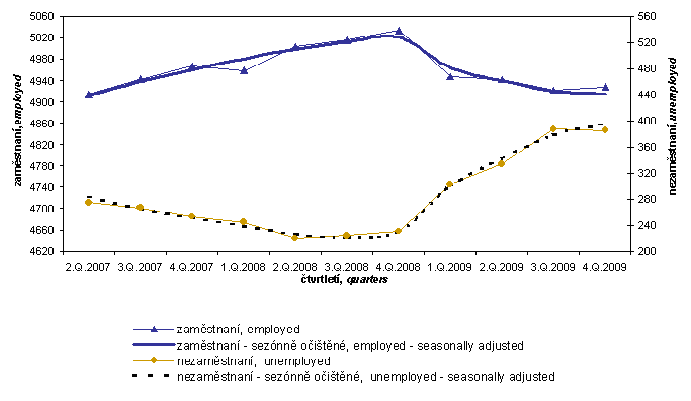 5060
5020
4980
4940
4900
4860
4820
4780
4740
4700
4660
4620
zaměstnaní, employed
560
520
480
440
400
360
320
280
240
200
nezaměstnaní, unemployed
2.Q.2007 3.Q.2007 4.Q.2007 1.Q.2008 2.Q.2008 3.Q.2008 4.Q.2008 1.Q.2009 2.Q.2009 3.Q.2009 4.Q.2009
čtvrtletí, quarters
zaměstnaní, employed
zaměstnaní - sezónně očištěné, employed - seasonally adjusted
nezaměstnaní, unemployed
nezaměstnaní - sezónně očištěné, unemployed - seasonally adjusted